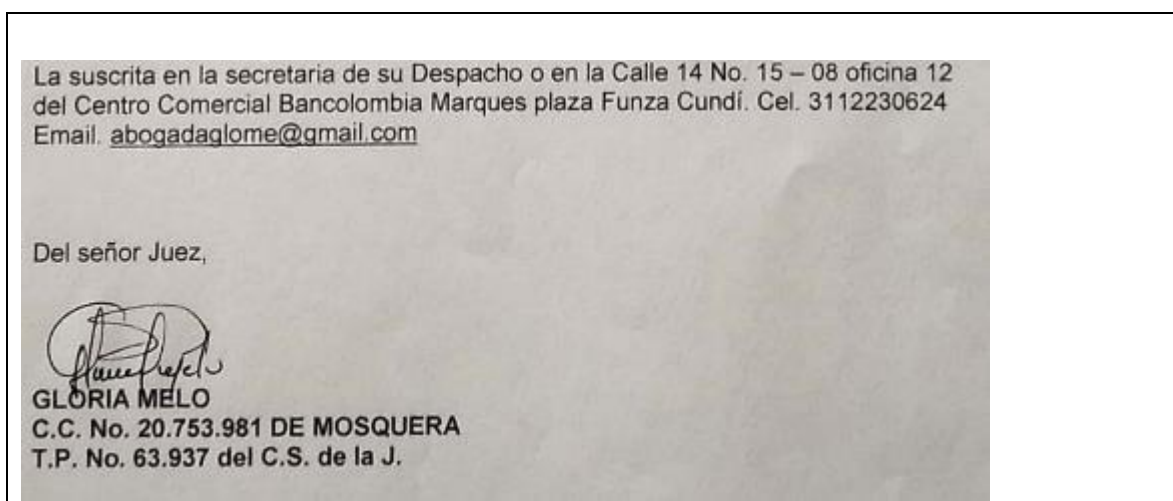 La suscrita en la secretaria de su Despacho o en la Calle 14 No. 15 – 08 oficina 12
del Centro Comercial Bancolombia Marques plaza Funza Cundí. Cel. 3112230624
Email. abogadaglome@gmail.com
Del señor Juez,
GLORIA MELO
C.C. No. 20.753.981 DE MOSQUERA
T.P. No. 63.937 del C.S. de la J.